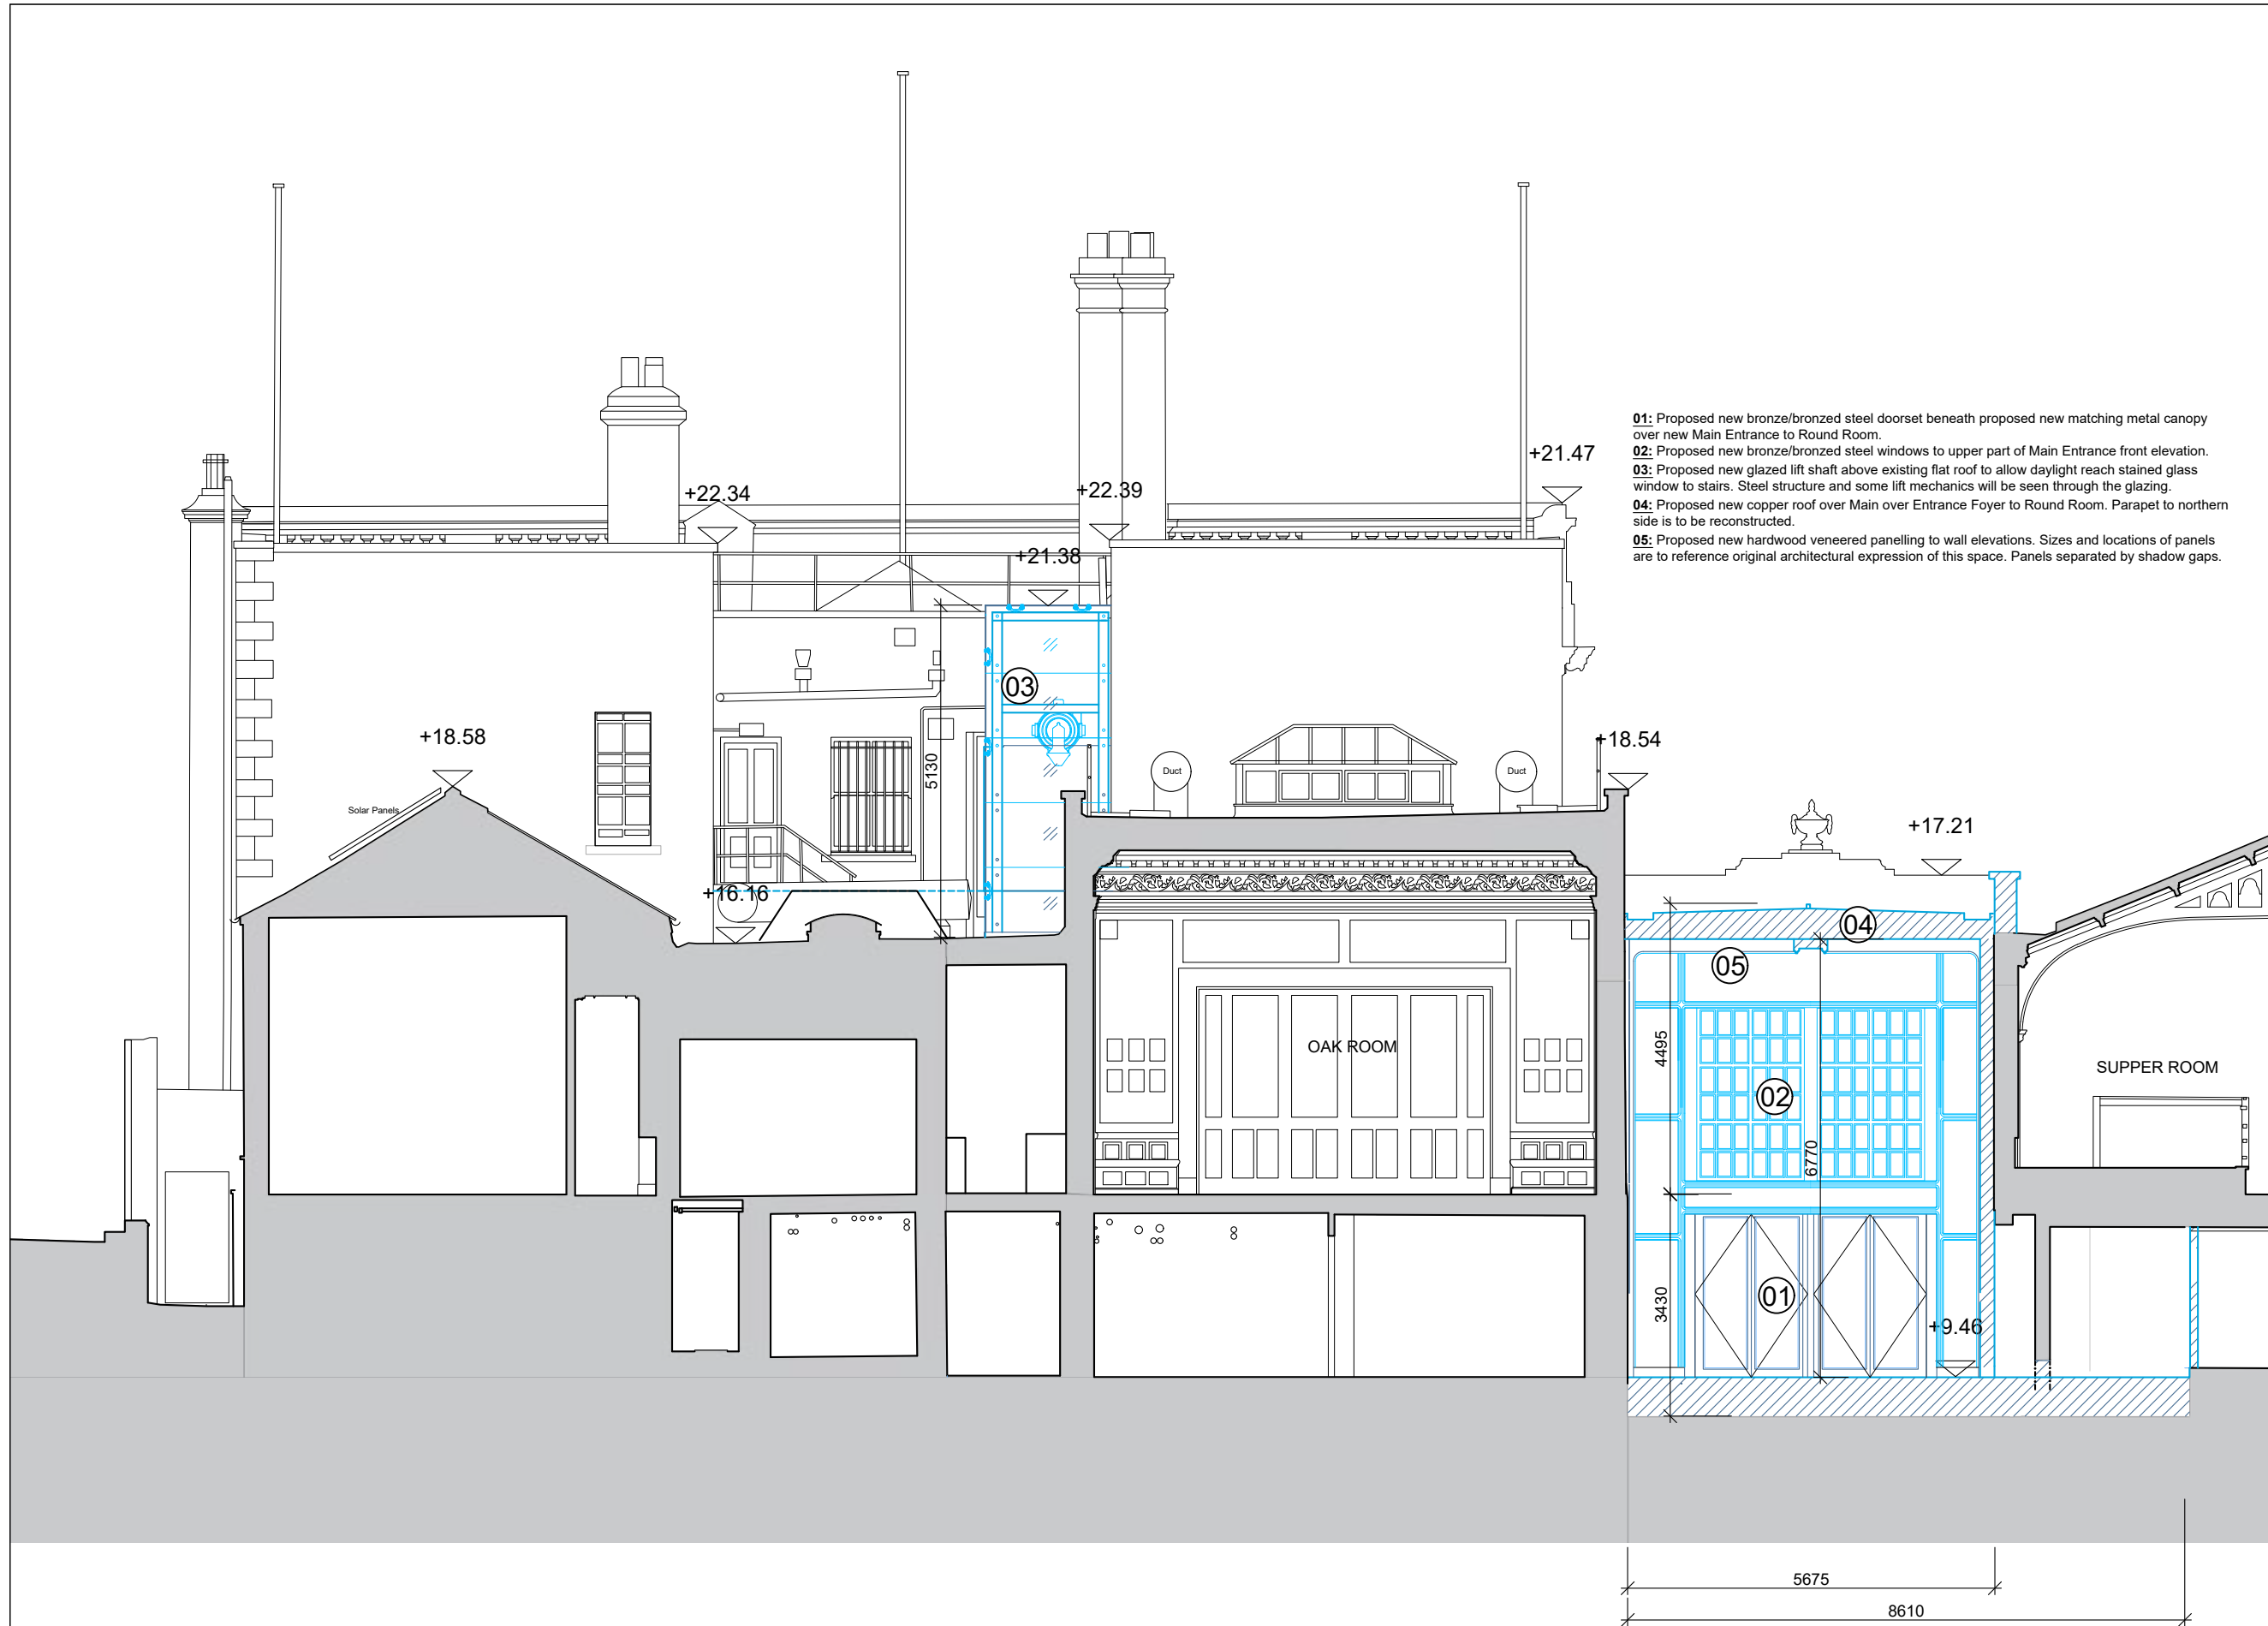 01: Proposed new bronze/bronzed steel doorset beneath proposed new matching metal canopy
over new Main Entrance to Round Room.
02: Proposed new bronze/bronzed steel windows to upper part of Main Entrance front elevation.
03: Proposed new glazed lift shaft above existing flat roof to allow daylight reach stained glass
window to stairs. Steel structure and some lift mechanics will be seen through the glazing.
04: Proposed new copper roof over Main over Entrance Foyer to Round Room. Parapet to northern
side is to be reconstructed.
05: Proposed new hardwood veneered panelling to wall elevations. Sizes and locations of panels
are to reference original architectural expression of this space. Panels separated by shadow gaps.
+21.47
+22.34
+22.39
+21.38
03
+18.58
+18.54
5130
Duct
Duct
Solar Panels
+17.21
+16.16
04
05
4495
OAK ROOM
SUPPER ROOM
02
6770
01
3430
+9.46
5675
8610